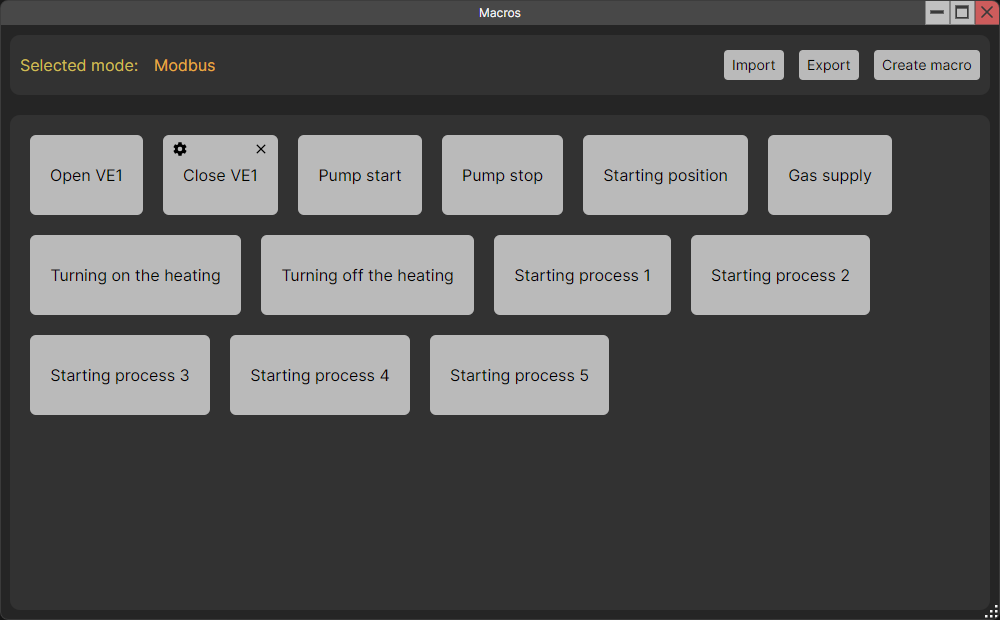 Macros
Selected mode: Modbus
Import Export Create macro
Open VE1 Close VE1 Pump start Pump stop Starting position Gas supply
Turning on the heating Turning off the heating Starting process 1 Starting process 2
Starting process 3 Starting process 4 Starting process 5